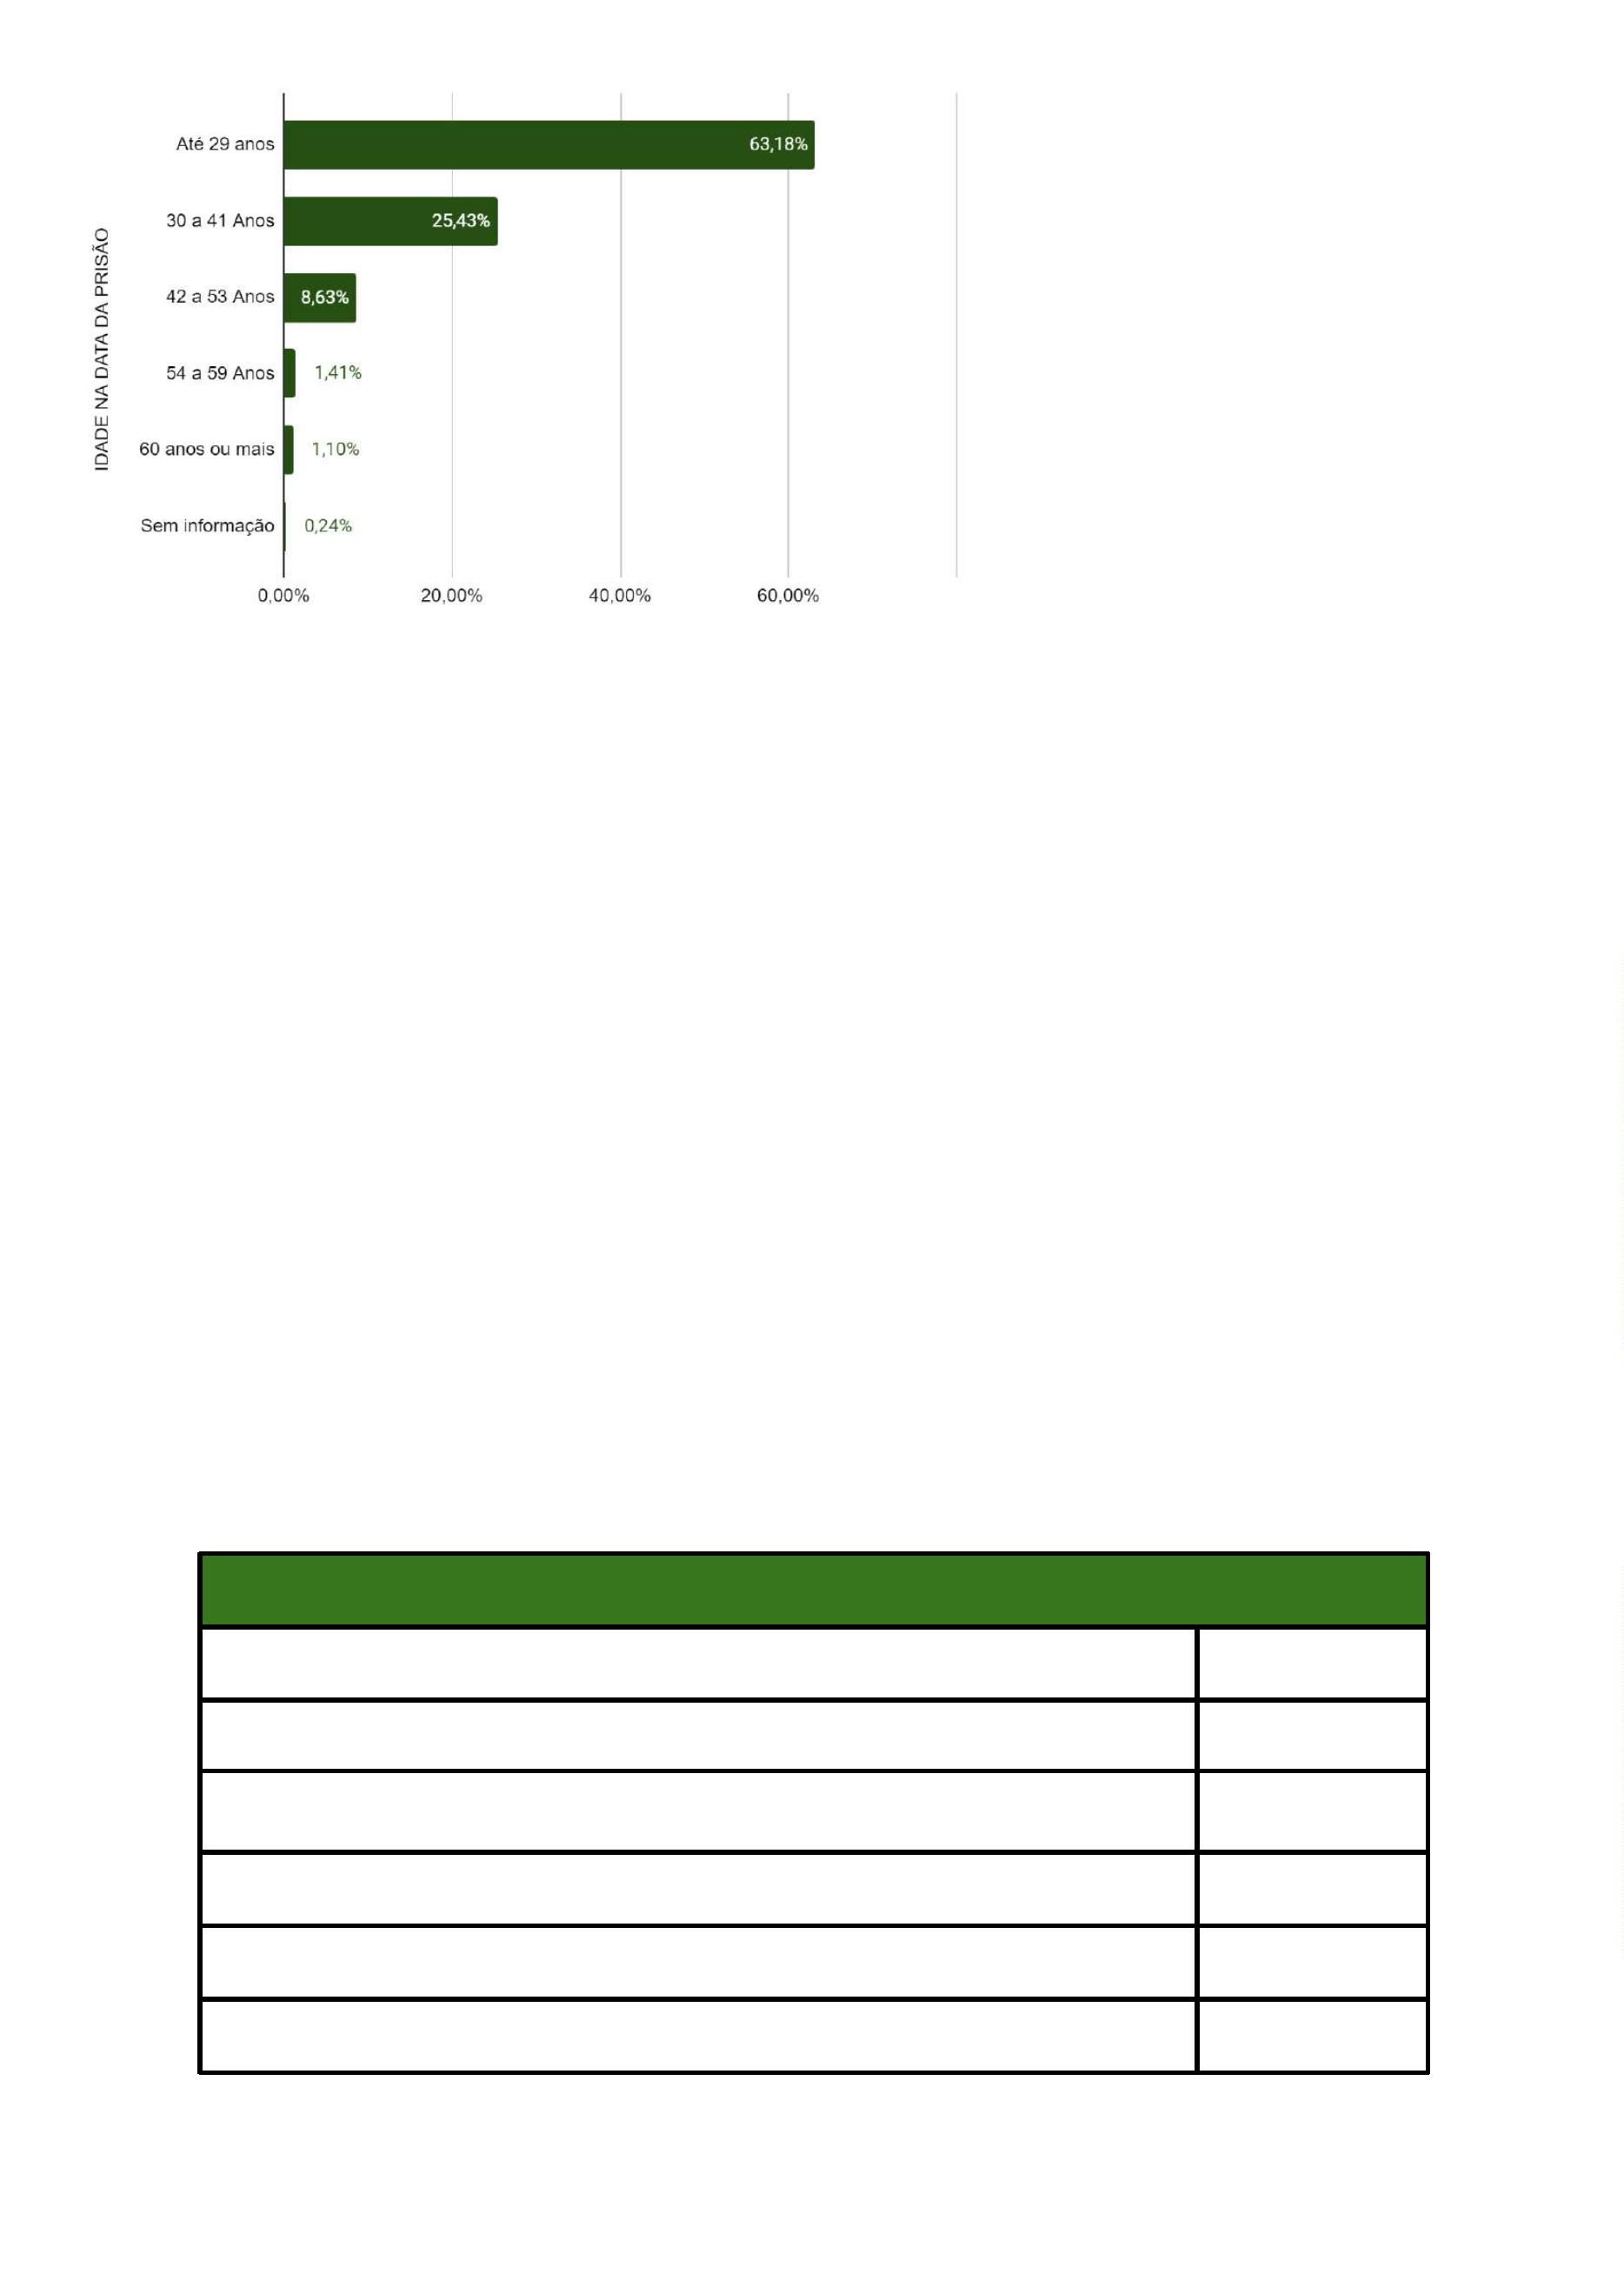 IDADE NA DATA DA PRISÃO
Até 29 anos 63,18%
30 a 41 Anos 25,43%
42 a 53 Anos 8,63%
54 a 59 Anos 1,41%
60 anos ou mais 1,10%
Sem informação 0,24%
0,00% 20,00% 40,00% 60,00%